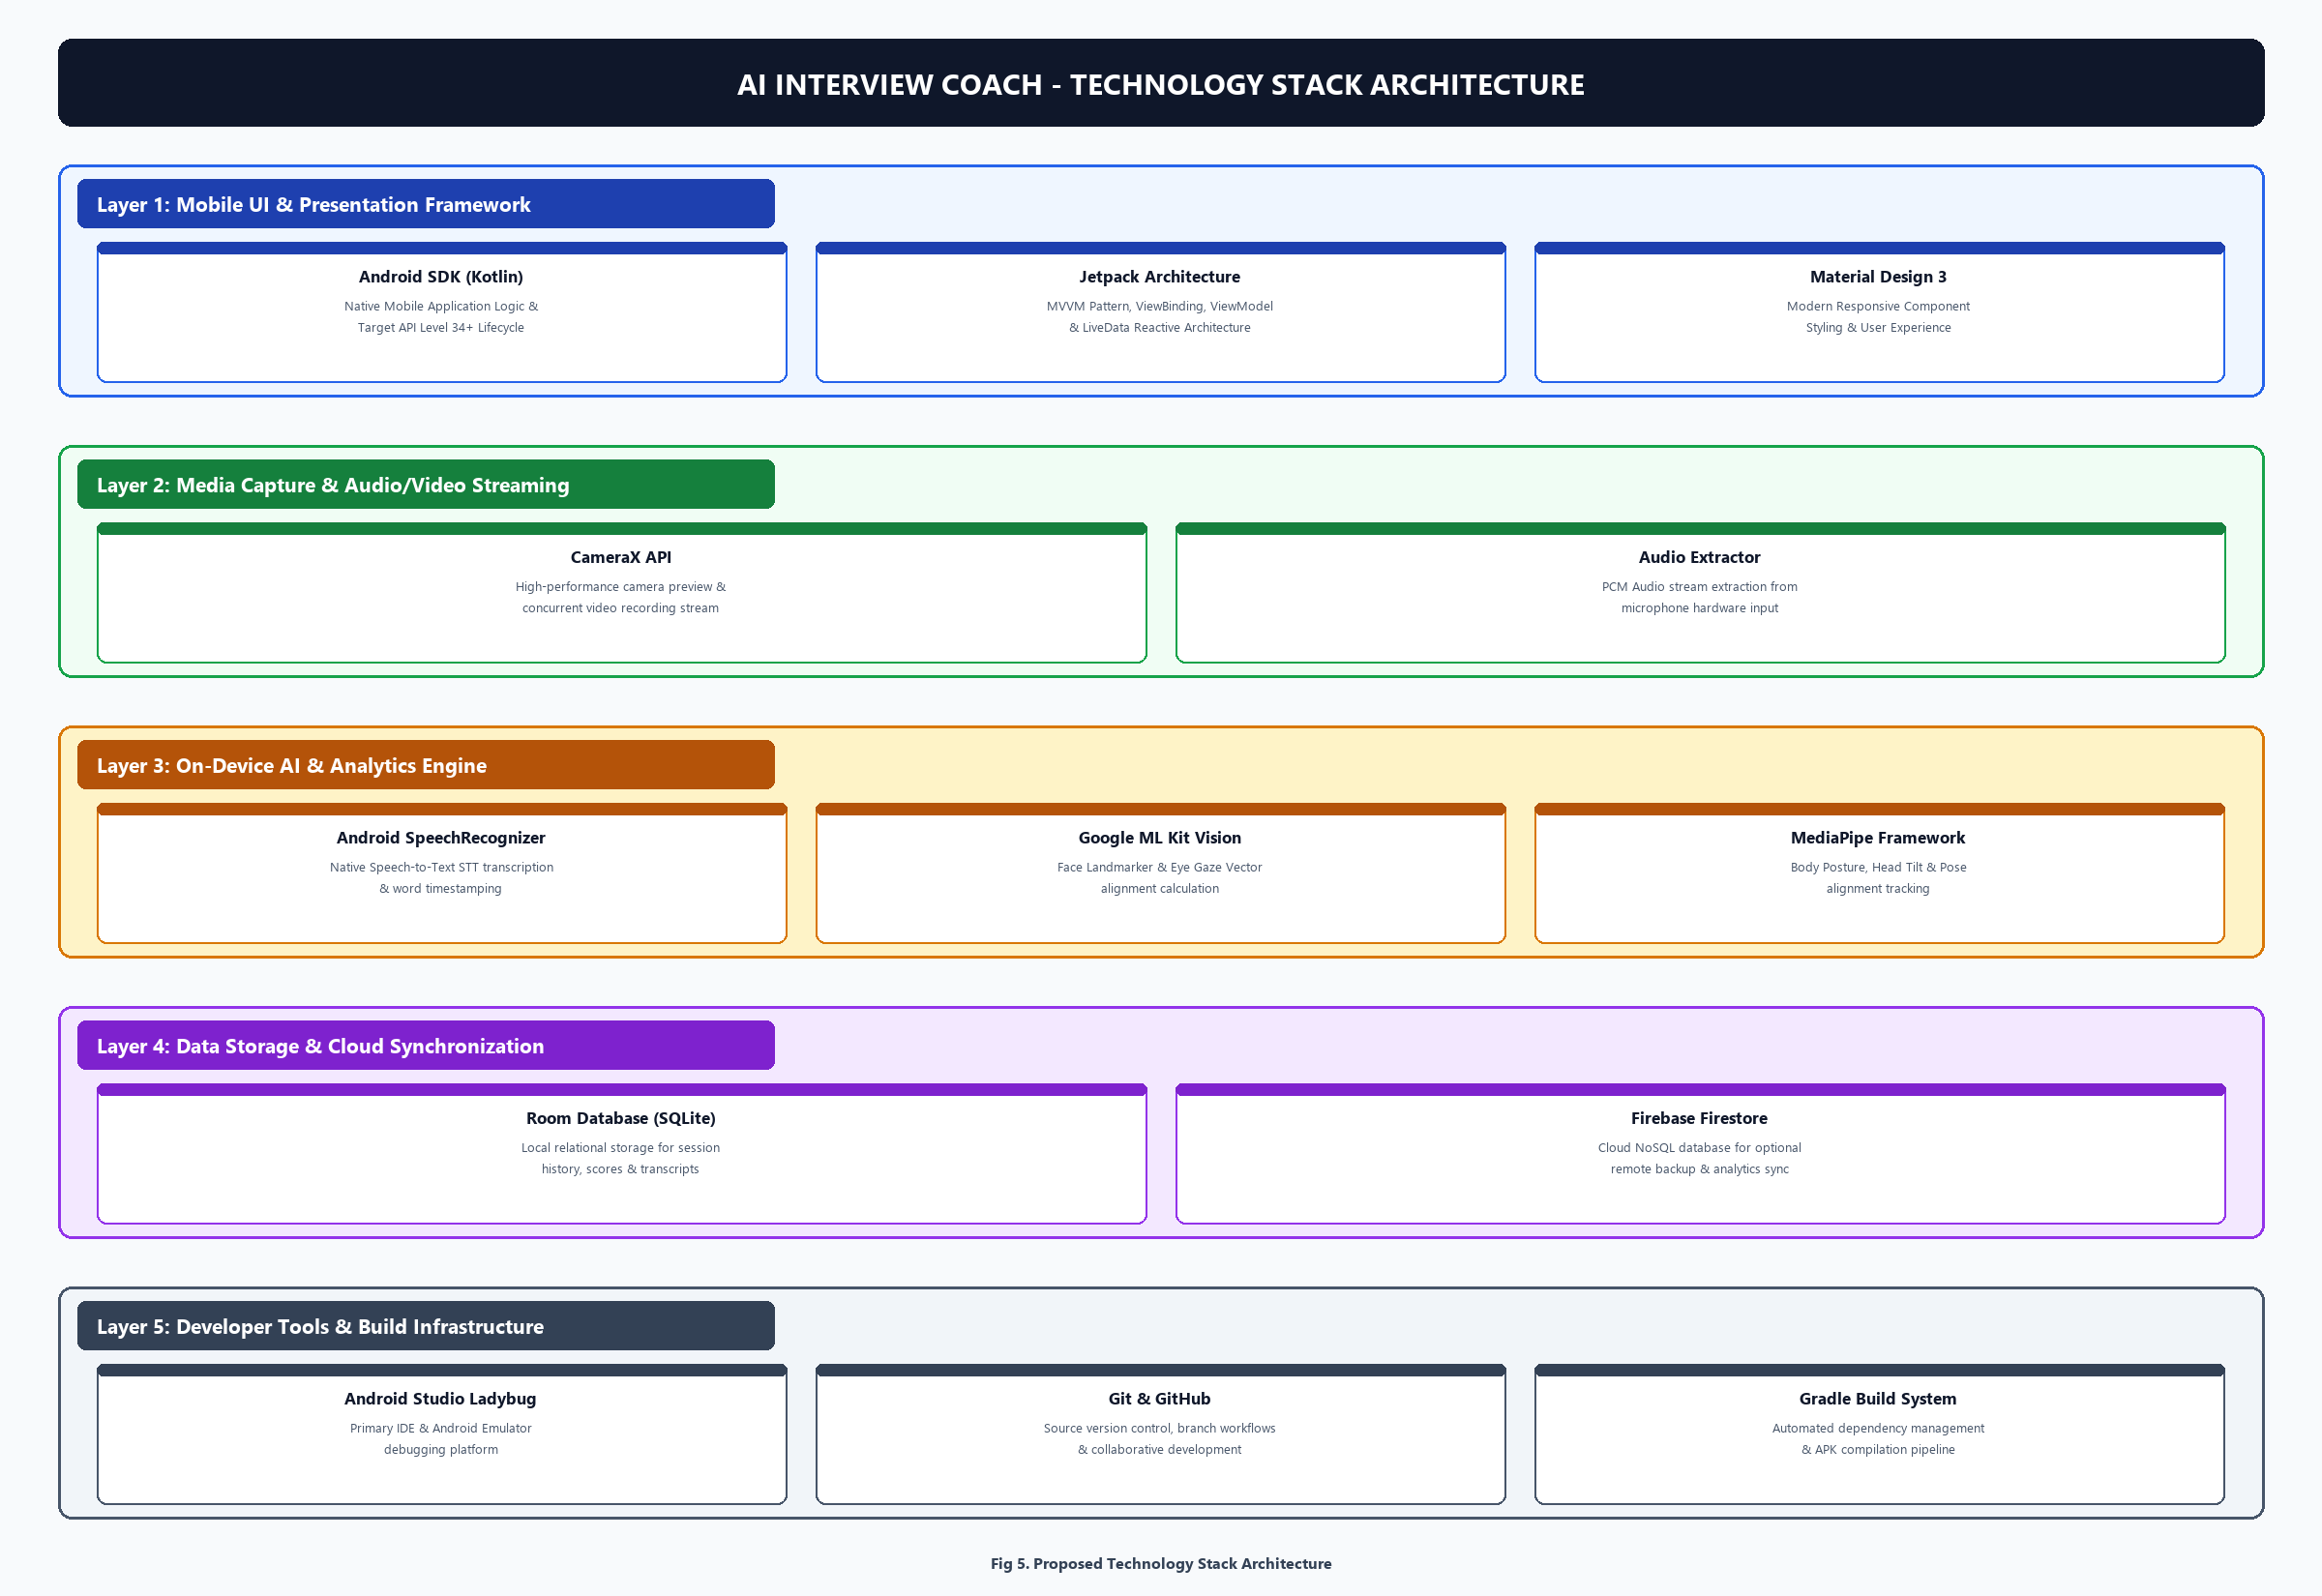 AI INTERVIEW COACH - TECHNOLOGY STACK ARCHITECTURE
Layer 1: Mobile UI & Presentation Framework
Android SDK (Kotlin)
Native Mobile Application Logic &
Target API Level 34+ Lifecycle
Jetpack Architecture
MVVM Pattern, ViewBinding, ViewModel
& LiveData Reactive Architecture
Material Design 3
Modern Responsive Component
Styling & User Experience
Layer 2: Media Capture & Audio/Video Streaming
CameraX API
High-performance camera preview &
concurrent video recording stream
Audio Extractor
PCM Audio stream extraction from
microphone hardware input
Layer 3: On-Device AI & Analytics Engine
Android SpeechRecognizer
Native Speech-to-Text STT transcription
& word timestamping
Google ML Kit Vision
Face Landmarker & Eye Gaze Vector
alignment calculation
MediaPipe Framework
Body Posture, Head Tilt & Pose
alignment tracking
Layer 4: Data Storage & Cloud Synchronization
Room Database (SQLite)
Local relational storage for session
history, scores & transcripts
Firebase Firestore
Cloud NoSQL database for optional
remote backup & analytics sync
Layer 5: Developer Tools & Build Infrastructure
Android Studio Ladybug
Primary IDE & Android Emulator
debugging platform
Git & GitHub
Source version control, branch workflows
& collaborative development
Gradle Build System
Automated dependency management
& APK compilation pipeline
Fig 5. Proposed Technology Stack Architecture